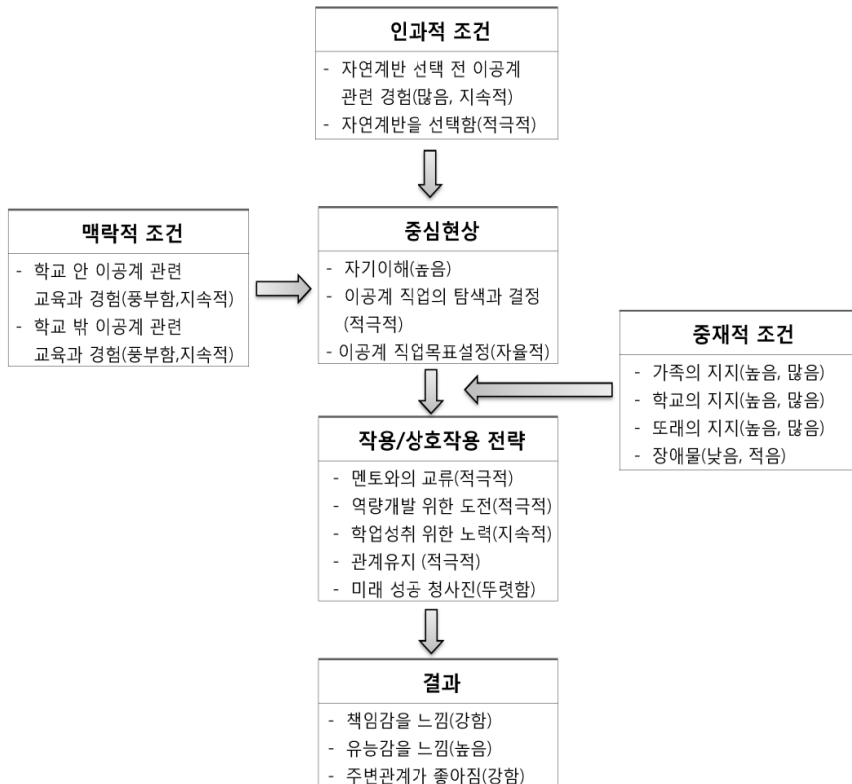 인과적 조건
- 자연계반 선택 전 이공계
관련 경험(많음, 지속적)
- 자연계반을 선택함(적극적)
맥락적 조건
- 학교 안 이공계 관련
교육과 경험(풍부함,지속적)
- 학교 밖 이공계 관련
교육과 경험(풍부함,지속적)
중심현상
- 자기이해(높음)
- 이공계 직업의 탐색과 결정
(적극적)
- 이공계 직업목표설정(자율적)
중재적 조건
- 가족의 지지(높음, 많음)
- 학교의 지지(높음, 많음)
- 또래의 지지(높음, 많음)
- 장애물(낮음, 적음)
작용/상호작용 전략
- 멘토와의 교류(적극적)
- 역량개발 위한 도전(적극적)
- 학업성취 위한 노력(지속적)
- 관계유지 (적극적)
- 미래 성공 청사진(뚜렷함)
결과
- 책임감을 느낌(강함)
- 유능감을 느낌(높음)
- 주변관계가 좋아짐(강함)